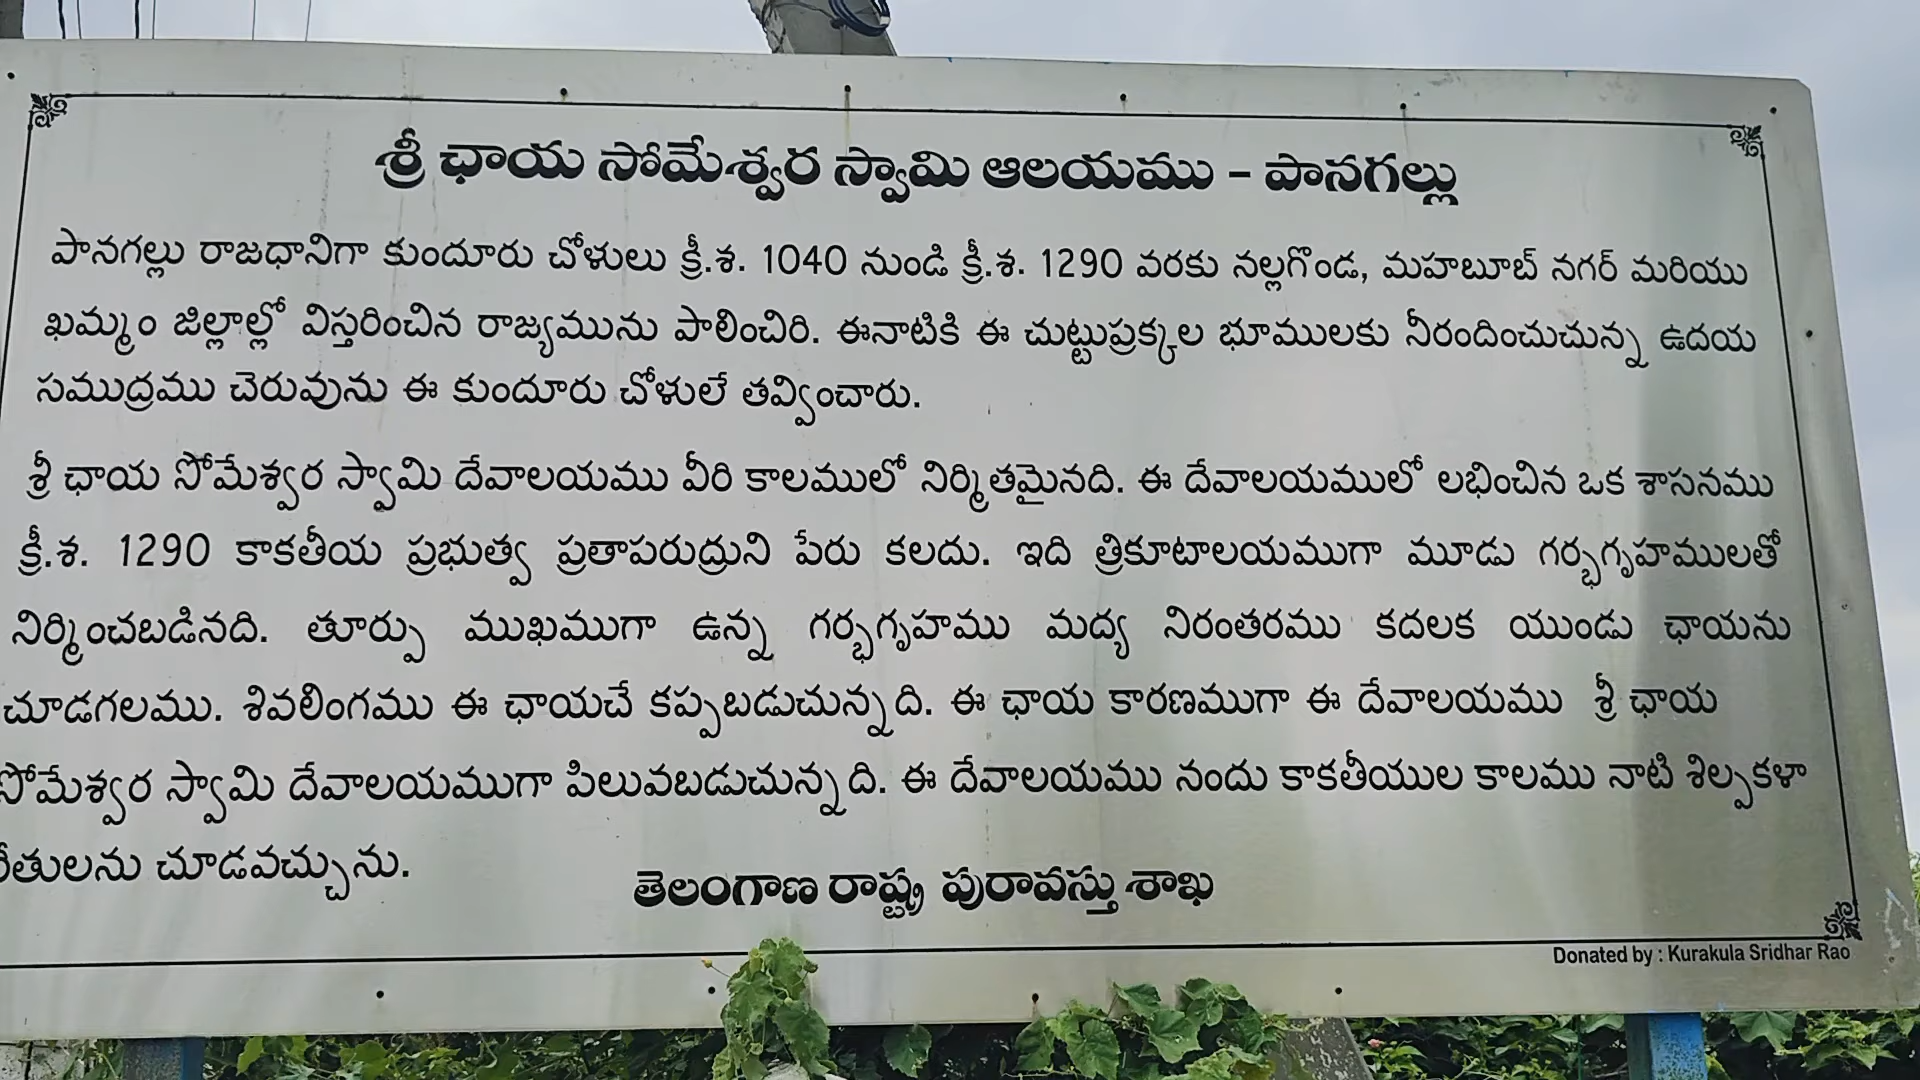 శ్రీ ఛాయ సోమేశ్వర స్వామి ఆలయము – పానగల్లు
పానగల్లు రాజధానిగా కుందూరు చోళులు క్రీ.శ. 1040 నుండి క్రీ.శ. 1290 వరకు నల్లగొండ, మహబూబ్ నగర్ మరియు
ఖమ్మం జిల్లాల్లో విస్తరించిన రాజ్యమును పాలించిరి. ఈనాటికి ఈ చుట్టుప్రక్కల భూములకు నీరందించుచున్న ఉదయ
సముద్రము చెరువును ఈ కుందూరు చోళులే తవ్వించారు.
శ్రీ ఛాయ సోమేశ్వర స్వామి దేవాలయము వీరి కాలములో నిర్మితమైనది. ఈ దేవాలయములో లభించిన ఒక శాసనము
క్రీ.శ. 1290 కాకతీయ ప్రభుత్వ ప్రతాపరుద్రుని పేరు కలదు. ఇది త్రికూటాలయముగా మూడు గర్భగృహములతో
నిర్మించబడినది. తూర్పు ముఖముగా ఉన్న గర్భగృహము మద్య నిరంతరము కదలక యుండు ఛాయను
చూడగలము. శివలింగము ఈ ఛాయచే కప్పబడుచున్నది. ఈ ఛాయ కారణముగా ఈ దేవాలయము శ్రీ ఛాయ
సోమేశ్వర స్వామి దేవాలయముగా పిలువబడుచున్నది. ఈ దేవాలయము నందు కాకతీయుల కాలము నాటి శిల్పకళా
రీతులను చూడవచ్చును.
తెలంగాణ రాష్ట్ర పురావస్తు శాఖ
Donated by : Kurakula Sridhar Rao